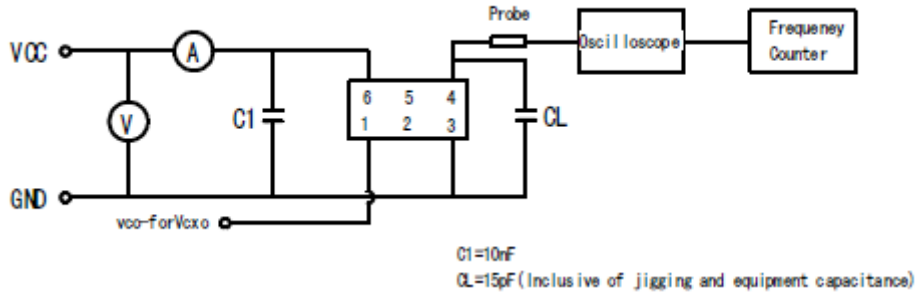 Probe
VCC
A
Oscilloscope
Frequeney
Counter
V
C1
6 5 4
1 2 3
CL
GND
vco-forVcxo
C1=10nF
CL=15pF(Inclusive of jigging and equipment capacitance)